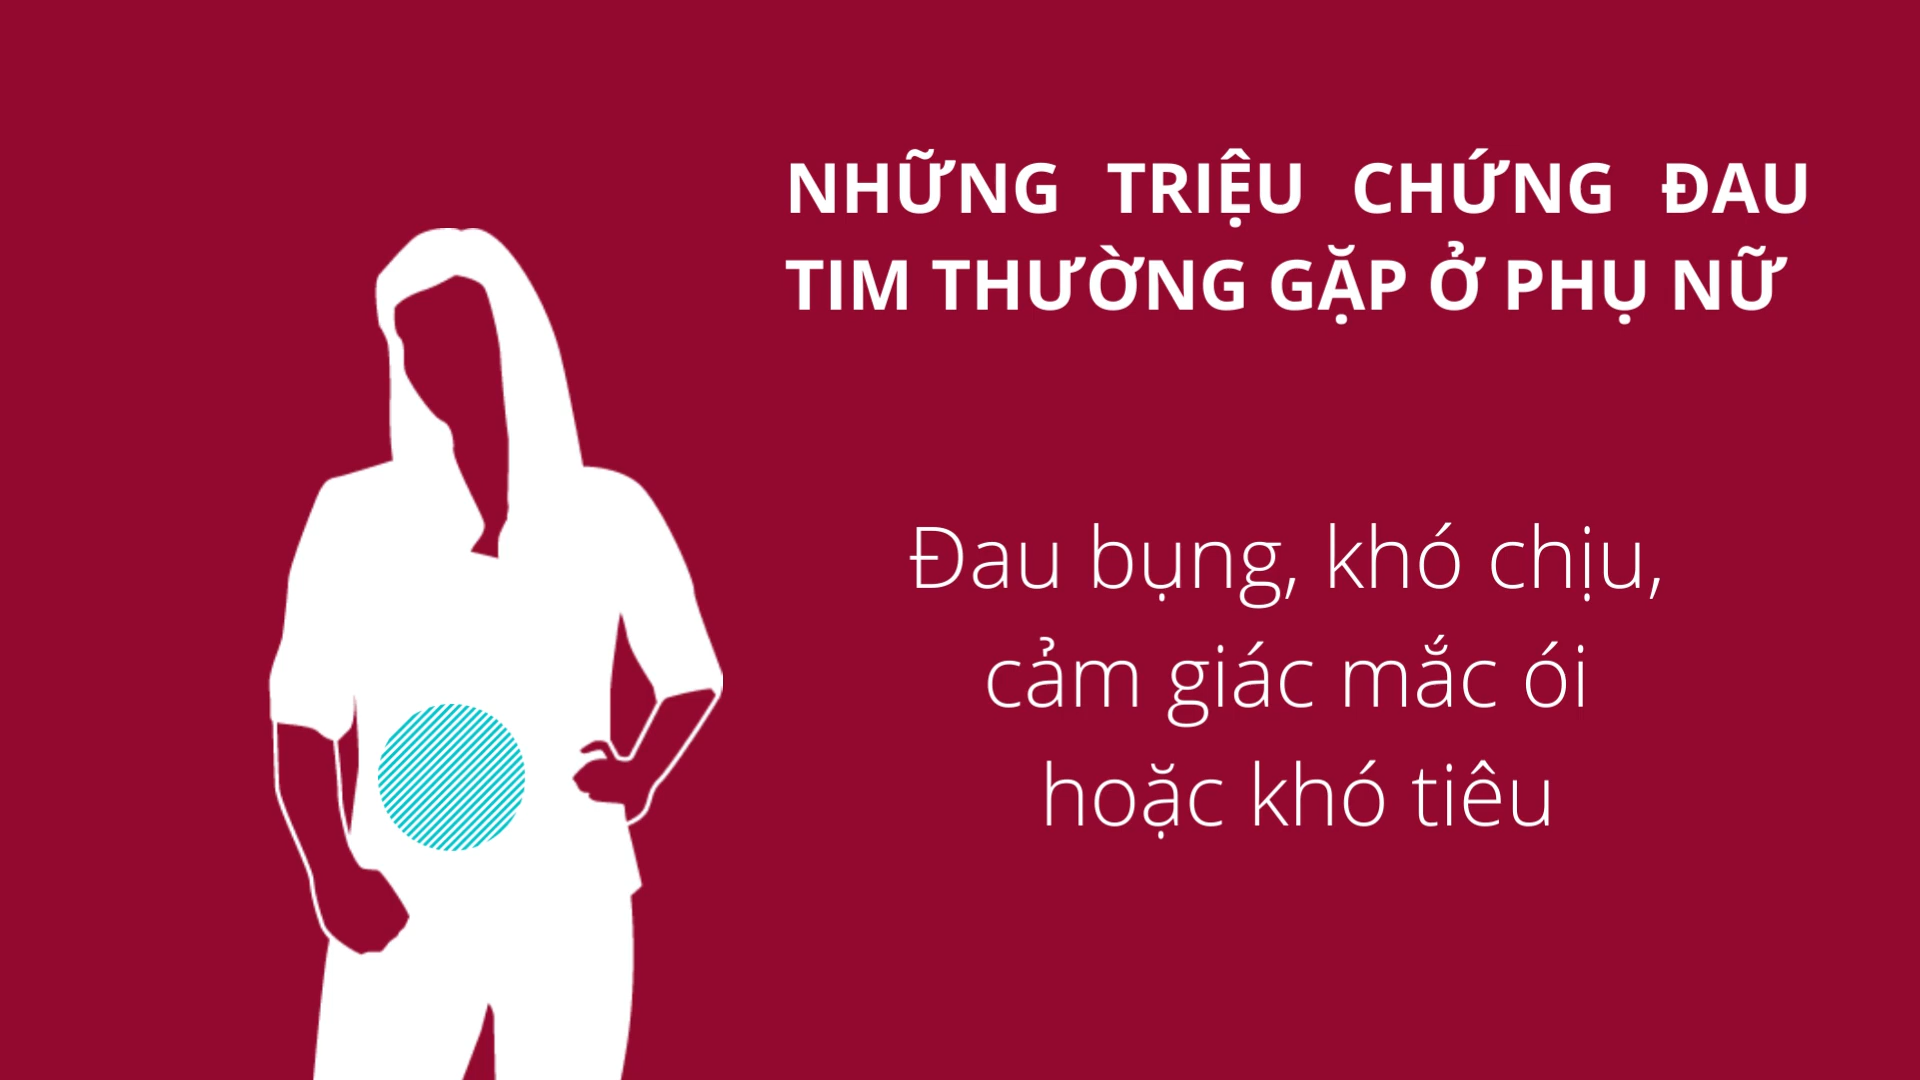 NHỮNG TRIỆU CHỨNG ĐAU
TIM THƯỜNG GẶP Ở PHỤ NỮ
Đau bụng, khó chịu,
cảm giác mắc ói
hoặc khó tiêu